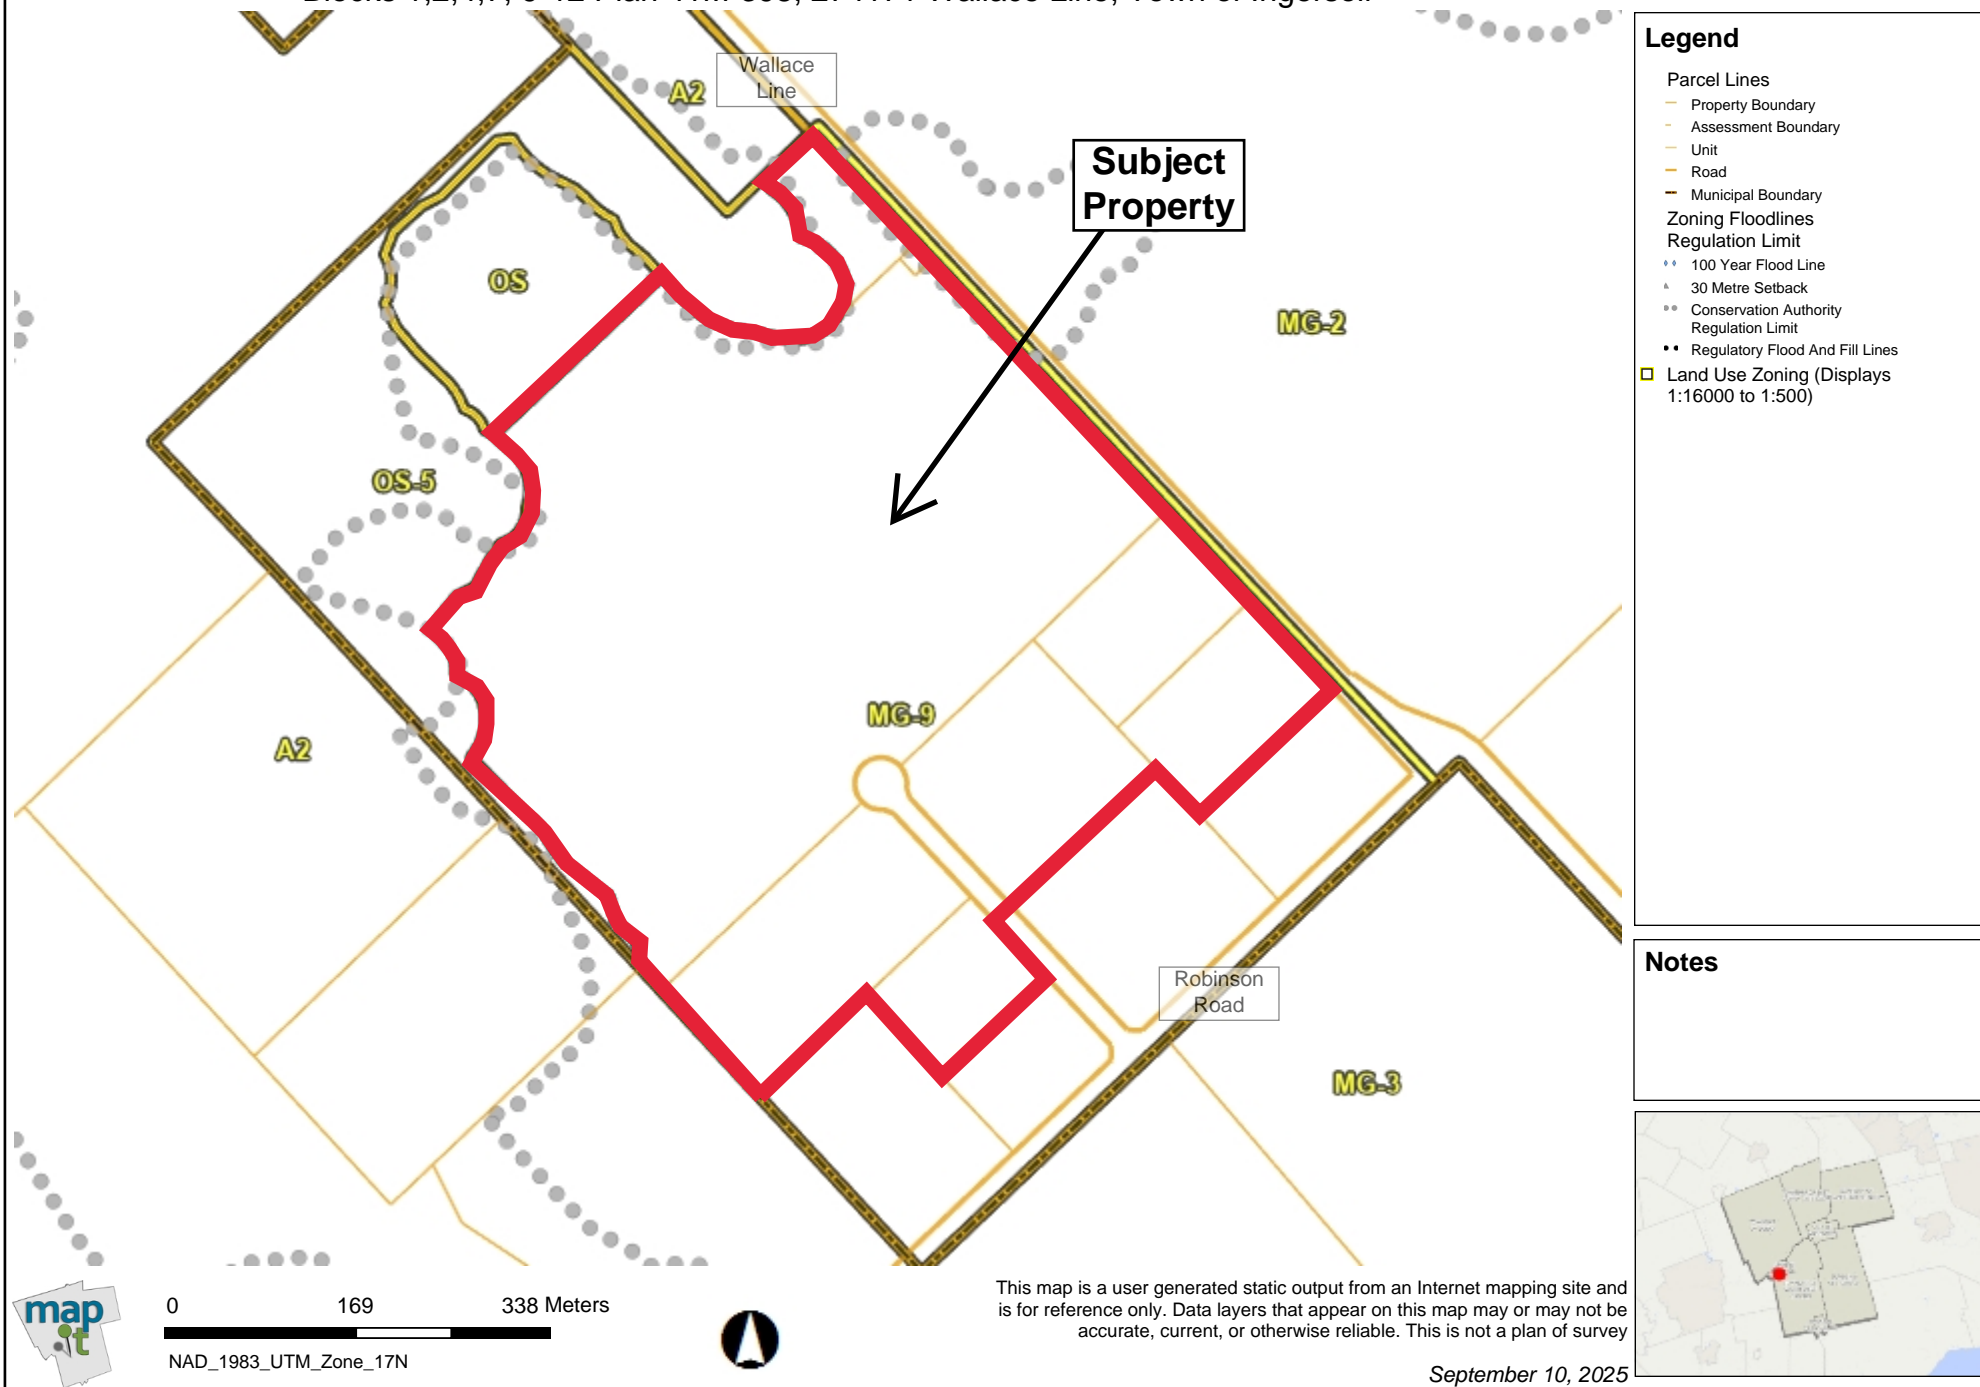 Wallace
Line
A2
Subject
Property
OS
MG-2
OS-5
MG-9
A2
Robinson
Road
MG-3
Legend
Parcel Lines
Property Boundary
Assessment Boundary
Unit
Road
Municipal Boundary
Zoning Floodlines
Regulation Limit
100 Year Flood Line
30 Metre Setback
Conservation Authority
Regulation Limit
Regulatory Flood And Fill Lines
Land Use Zoning (Displays
1:16000 to 1:500)
Notes
map
it
0 169 338 Meters
NAD_1983_UTM_Zone_17N
This map is a user generated static output from an Internet mapping site and
is for reference only. Data layers that appear on this map may or may not be
accurate, current, or otherwise reliable. This is not a plan of survey
September 10, 2025